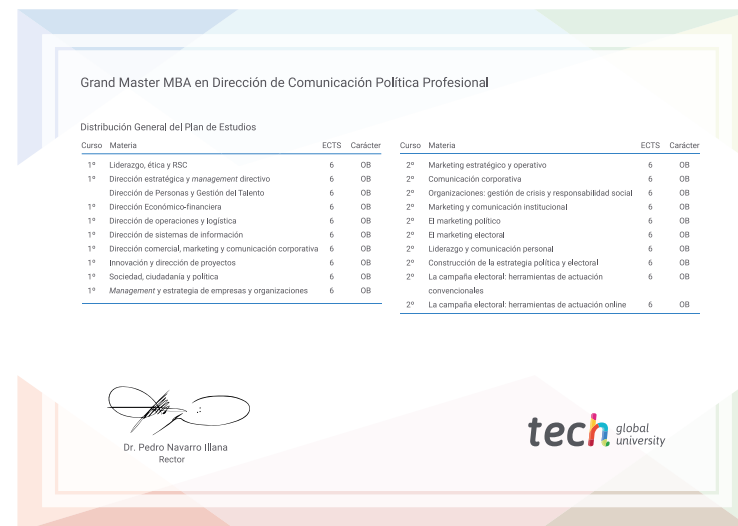 Grand Master MBA en Dirección de Comunicación Política Profesional
Distribución General del Plan de Estudios
Curso Materia ECTS Carácter
1º Liderazgo, ética y RSC 6 OB
1º Dirección estratégica y management directivo 6 OB
Dirección de Personas y Gestión del Talento 6 OB
1º Dirección Económico-financiera 6 OB
1º Dirección de operaciones y logística 6 OB
1º Dirección de sistemas de información 6 OB
1º Dirección comercial, marketing y comunicación corporativa 6 OB
1º Innovación y dirección de proyectos 6 OB
1º Sociedad, ciudadanía y política 6 OB
1º Management y estrategia de empresas y organizaciones 6 OB
Curso Materia ECTS Carácter
2º Marketing estratégico y operativo 6 OB
2º Comunicación corporativa 6 OB
2º Organizaciones: gestión de crisis y responsabilidad social 6 OB
2º Marketing y comunicación institucional 6 OB
2º El marketing político 6 OB
2º El marketing electoral 6 OB
2º Liderazgo y comunicación personal 6 OB
2º Construcción de la estrategia política y electoral 6 OB
2º La campaña electoral: herramientas de actuación 6 OB
convencionales
2º La campaña electoral: herramientas de actuación online 6 OB
Dr. Pedro Navarro Illana
Rector
tech global
university